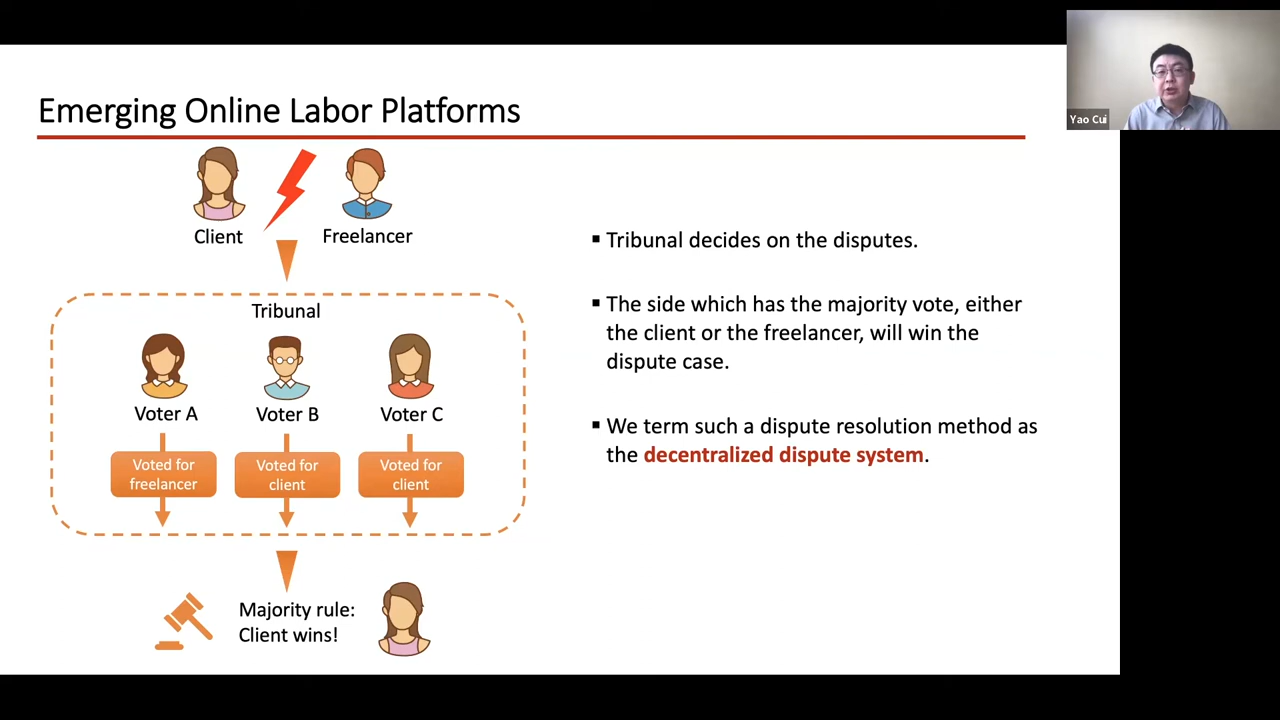 Emerging Online Labor Platforms
Yao Cui
Client
Freelancer
Tribunal
Voter A
Voter B
Voter C
Voted for
freelancer
Voted for
client
Voted for
client
Majority rule:
Client wins!
▪ Tribunal decides on the disputes.
▪ The side which has the majority vote, either
the client or the freelancer, will win the
dispute case.
▪ We term such a dispute resolution method as
the decentralized dispute system.